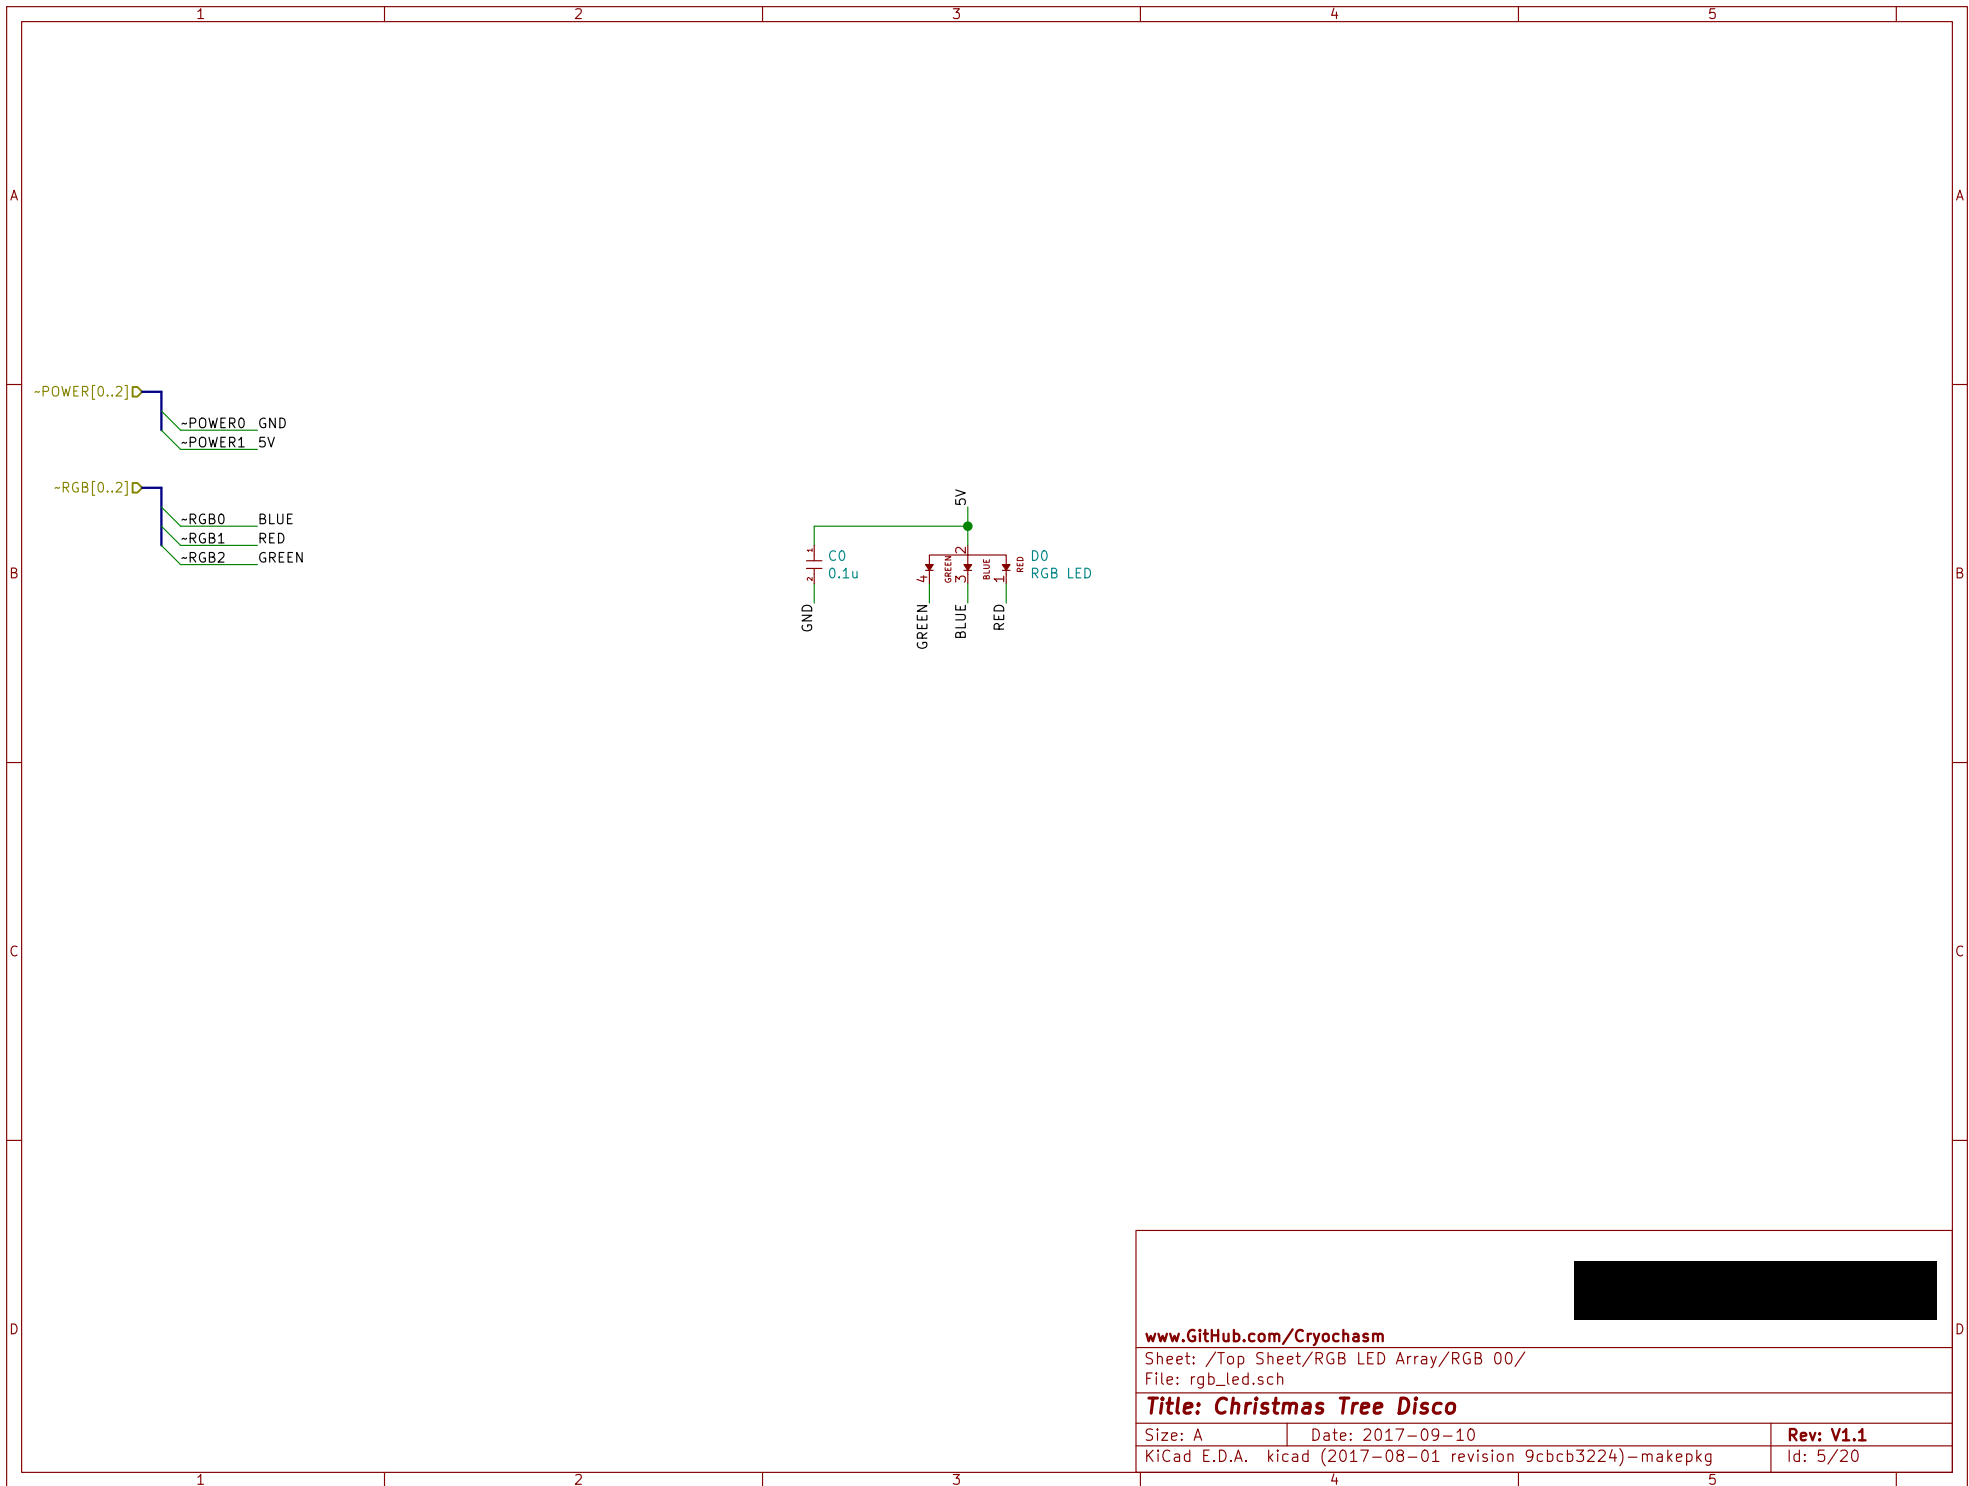 1 2 3 4 5
A A
~POWER[0..2]
~POWER0 GND
~POWER1 5V
~RGB[0..2]
~RGB0 BLUE
~RGB1 RED
~RGB2 GREEN
5V
1
C0
0.1u
2
GND
2
GREEN
BLUE
RED
D0
RGB LED
4
3
1
GREEN
BLUE
RED
B B
C C
D D
www.GitHub.com/Cryochasm
Sheet: /Top Sheet/RGB LED Array/RGB 00/
File: rgb_led.sch
Title: Christmas Tree Disco
Size: A Date: 2017-09-10 Rev: V1.1
KiCad E.D.A. kicad (2017-08-01 revision 9cbcb3224)-makepkg Id: 5/20
1 2 3 4 5